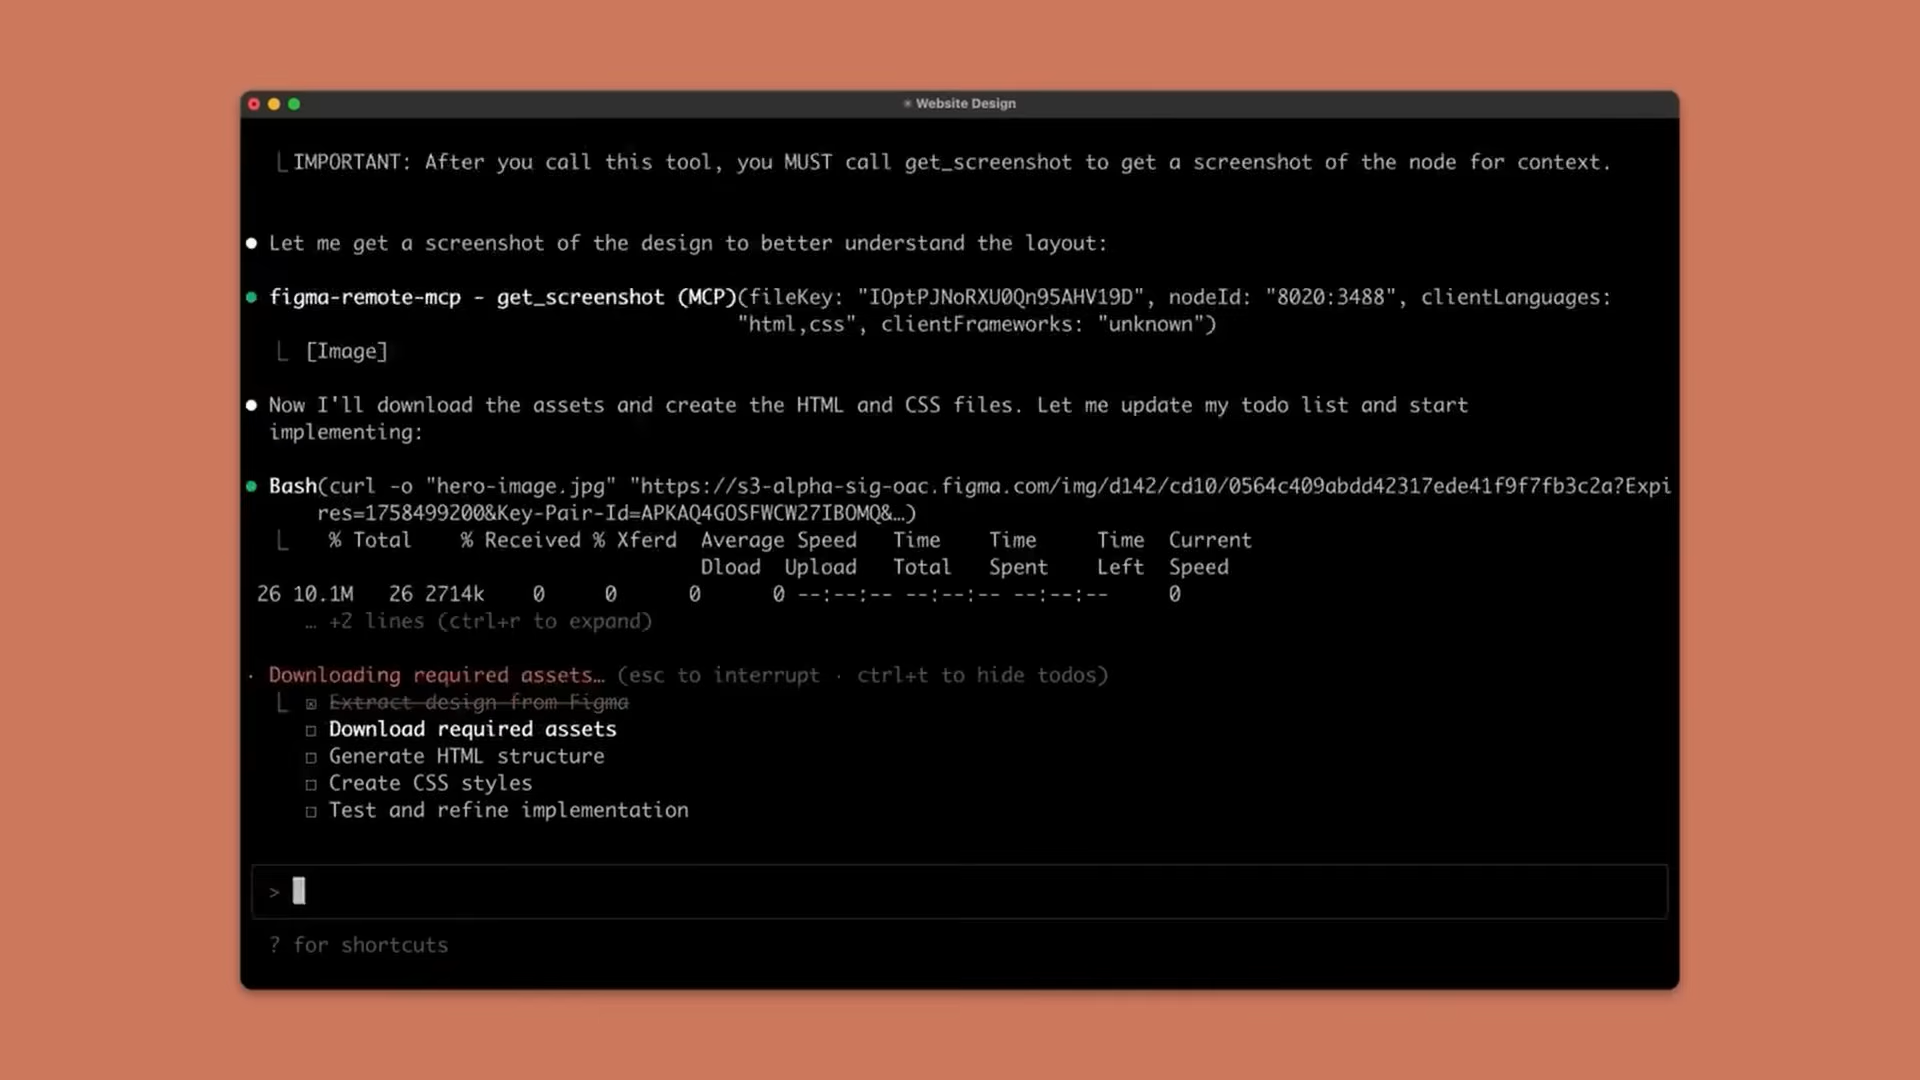 ✳ Website Design
⎣ IMPORTANT: After you call this tool, you MUST call get_screenshot to get a screenshot of the node for context.
● Let me get a screenshot of the design to better understand the layout:
● figma-remote-mcp - get_screenshot (MCP)(fileKey: "IOptPJNoRXU0Qn95AHV19D", nodeId: "8020:3488", clientLanguages:
"html,css", clientFrameworks: "unknown")
⎣ [Image]
● Now I'll download the assets and create the HTML and CSS files. Let me update my todo list and start
implementing:
● Bash(curl -o "hero-image.jpg" "https://s3-alpha-sig-oac.figma.com/img/d142/cd10/0564c409abdd42317ede41f9f7fb3c2a?Expi
res=1758499200&Key-Pair-Id=APKAQ4GOSFWCW27IBOMQ&…)
⎣ % Total % Received % Xferd Average Speed Time Time Time Current
Dload Upload Total Spent Left Speed
26 10.1M 26 2714k 0 0 0 0 --:--:-- --:--:-- --:--:-- 0
… +2 lines (ctrl+r to expand)
· Downloading required assets… (esc to interrupt · ctrl+t to hide todos)
⎣ ☒ Extract design from Figma
☐ Download required assets
☐ Generate HTML structure
☐ Create CSS styles
☐ Test and refine implementation
>
? for shortcuts